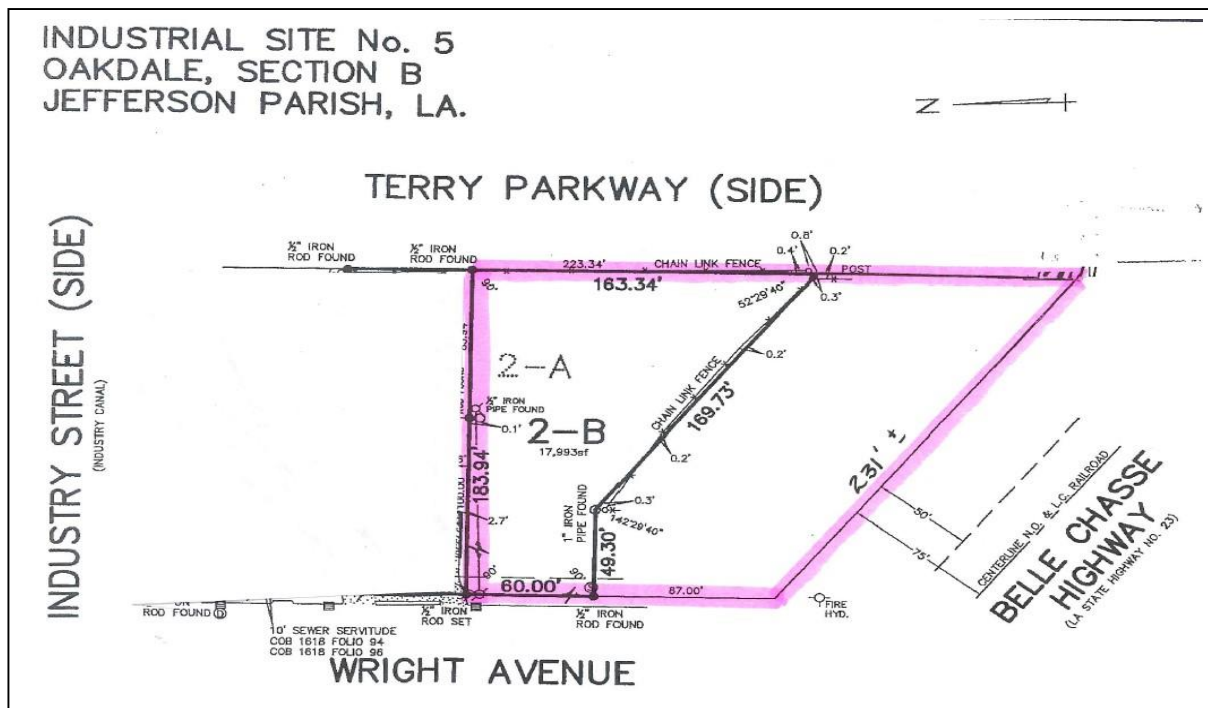 INDUSTRIAL SITE No. 5
OAKDALE, SECTION B
JEFFERSON PARISH, LA.
Z
TERRY PARKWAY (SIDE)
INDUSTRY STREET (SIDE)
(INDUSTRY CANAL)
½" IRON
ROD FOUND
½" IRON
ROD FOUND
223.34'
CHAIN LINK FENCE
163.34'
0.8'
0.4'
0.2'
POST
0.3'
90°
52°29'40"
0.2'
2-A
CHAIN LINK FENCE
169.73'
½" IRON
PIPE FOUND
0.1'
2-B
17,993sf
0.2'
183.94'
100.00'
2.7'
1" IRON
PIPE FOUND
0.3'
142°29'40"
49.30'
231' ±
50'
75'
CENTERLINE N.O. & L.C. RAILROAD
BELLE CHASSE
HIGHWAY
(LA STATE HIGHWAY NO. 23)
90°
60.00'
90°
87.00'
FIRE
HYD.
ROD FOUND
½" IRON
ROD SET
½" IRON
ROD FOUND
10' SEWER SERVITUDE
COB 1618 FOLIO 94
COB 1618 FOLIO 96
WRIGHT AVENUE